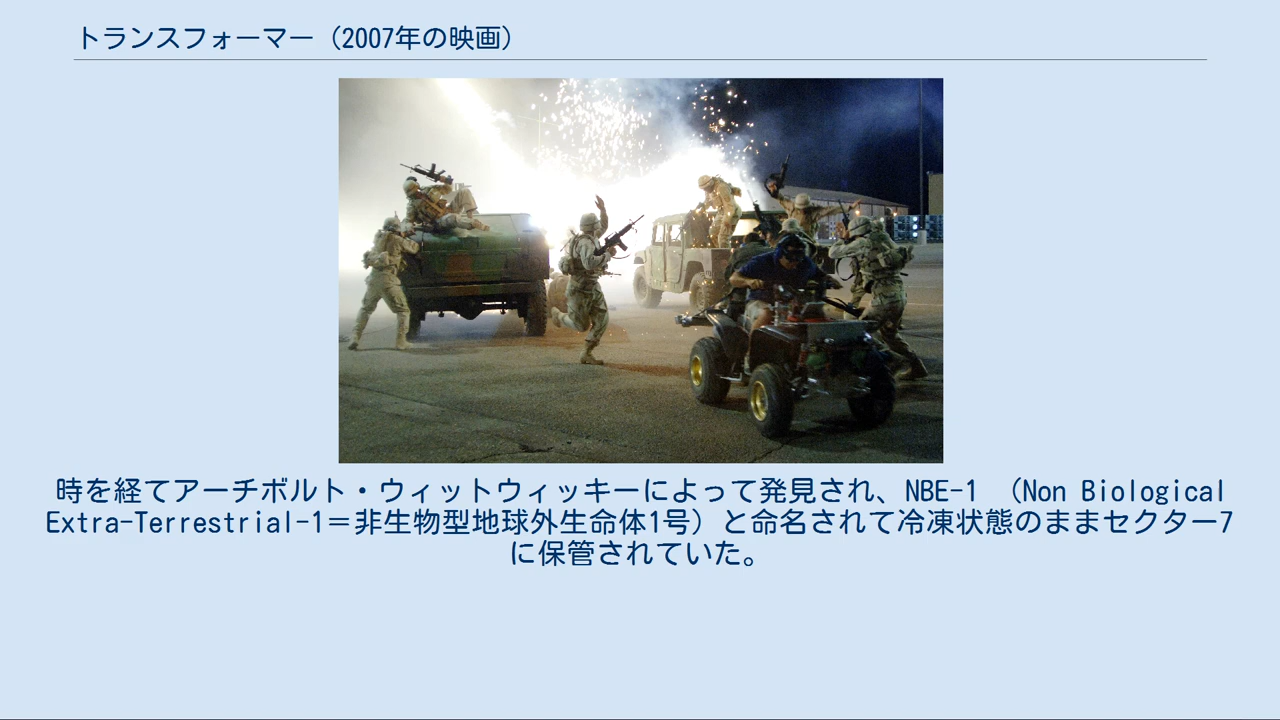 トランスフォーマー（2007年の映画）
時を経てアーチボルト・ウィットウィッキーによって発見され、NBE-1　（Non Biological
Extra-Terrestrial-1＝非生物型地球外生命体1号）と命名されて冷凍状態のままセクター7
に保管されていた。